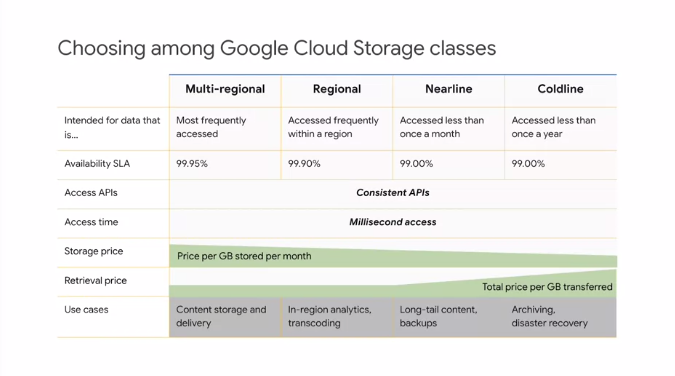 Choosing among Google Cloud Storage classes
Multi-regional Regional Nearline Coldline
Intended for data that is... Most frequently accessed Accessed frequently within a region Accessed less than once a month Accessed less than once a year
Availability SLA 99.95% 99.90% 99.00% 99.00%
Access APIs Consistent APIs
Access time Millisecond access
Storage price Price per GB stored per month
Retrieval price Total price per GB transferred
Use cases Content storage and delivery In-region analytics, transcoding Long-tail content, backups Archiving, disaster recovery